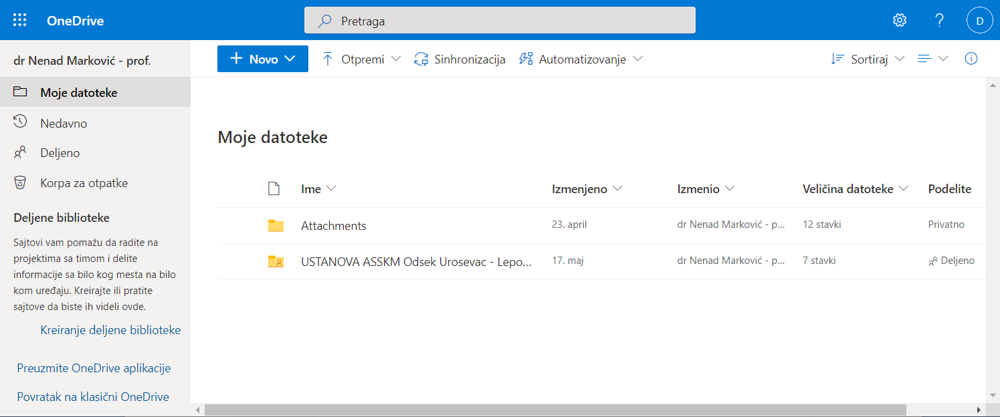 OneDrive
Pretraga
?
D
dr Nenad Marković - prof.
Moje datoteke
Nedavno
Deljeno
Korpa za otpatke
Deljene biblioteke
Sajtovi vam pomažu da radite na
projektima sa timom i delite
informacije sa bilo kog mesta na bilo
kom uređaju. Kreirajte ili pratite
sajtove da biste ih videli ovde.
Kreiranje deljene biblioteke
Preuzmite OneDrive aplikacije
Povratak na klasični OneDrive
Novo
Otpremi
Sinhronizacija
Automatizovanje
Sortiraj
Moje datoteke
Ime Izmenjeno Izmenio Veličina datoteke Podelite
Attachments 23. april dr Nenad Marković - p... 12 stavki Privatno
USTANOVA ASSKM Odsek Urosevac - Lepo... 17. maj dr Nenad Marković - p... 7 stavki Deljeno